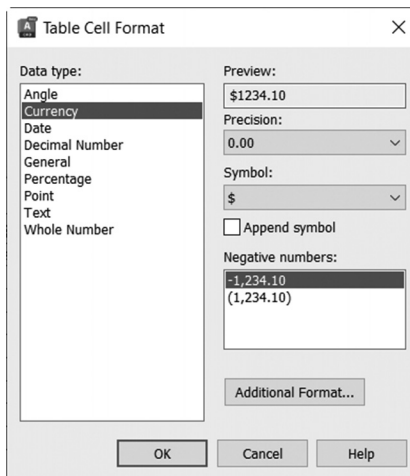 Table Cell Format
Data type:
Angle
Currency
Date
Decimal Number
General
Percentage
Point
Text
Whole Number
Preview:
$1234.10
Precision:
0.00
Symbol:
$
Append symbol
Negative numbers:
-1,234.10
(1,234.10)
Additional Format...
OK
Cancel
Help